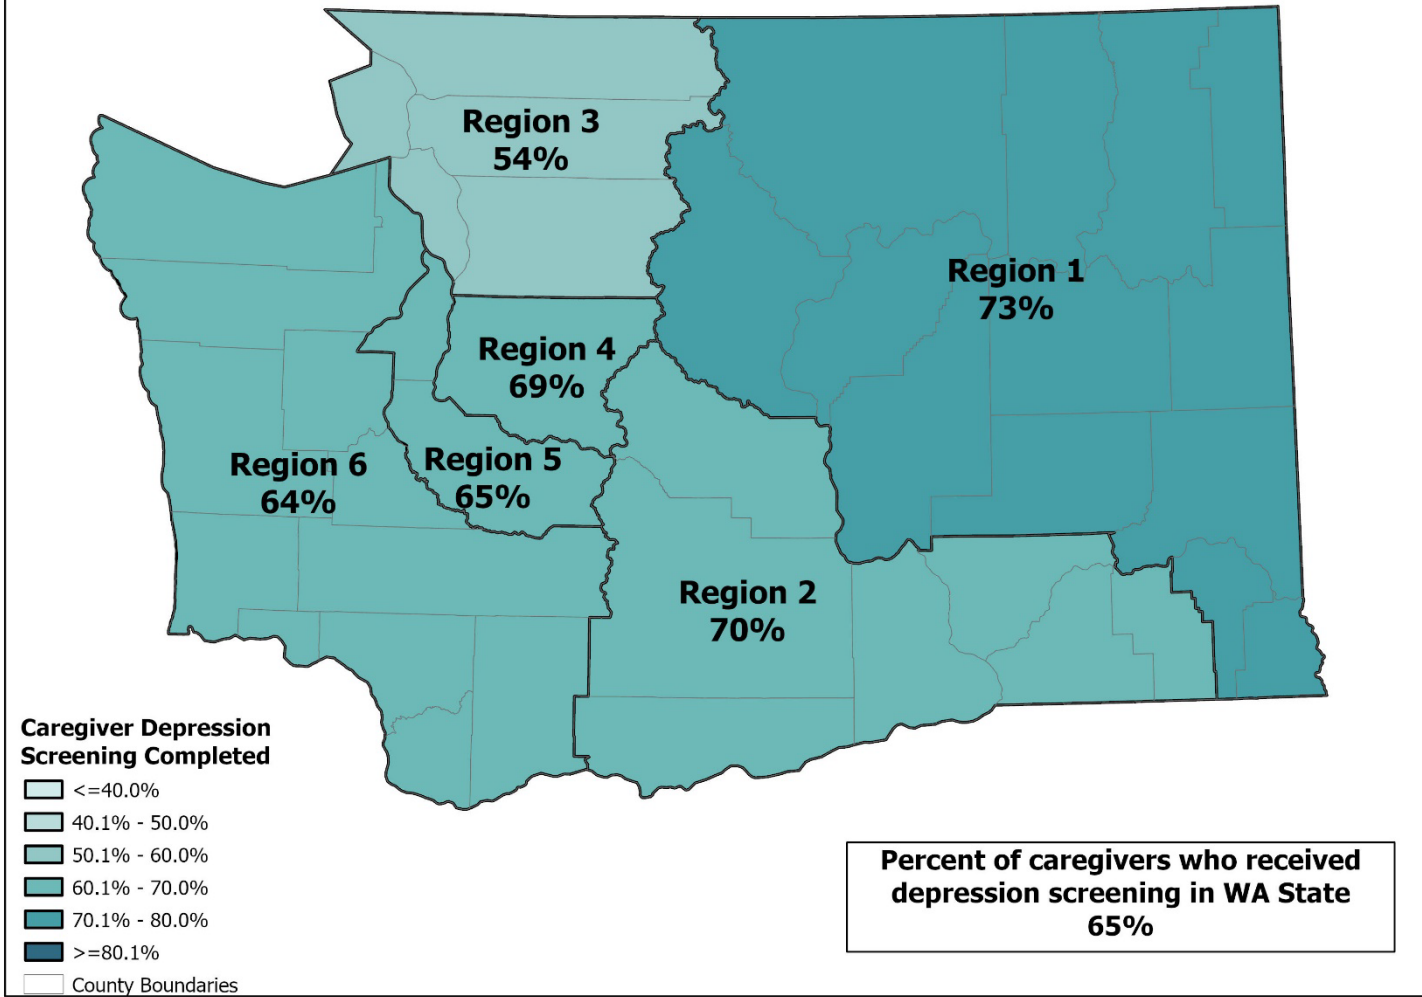 Region 3
54%
Region 1
73%
Region 4
69%
Region 6
64%
Region 5
65%
Region 2
70%
Caregiver Depression
Screening Completed
<=40.0%
40.1% - 50.0%
50.1% - 60.0%
60.1% - 70.0%
70.1% - 80.0%
>=80.1%
County Boundaries
Percent of caregivers who received
depression screening in WA State
65%